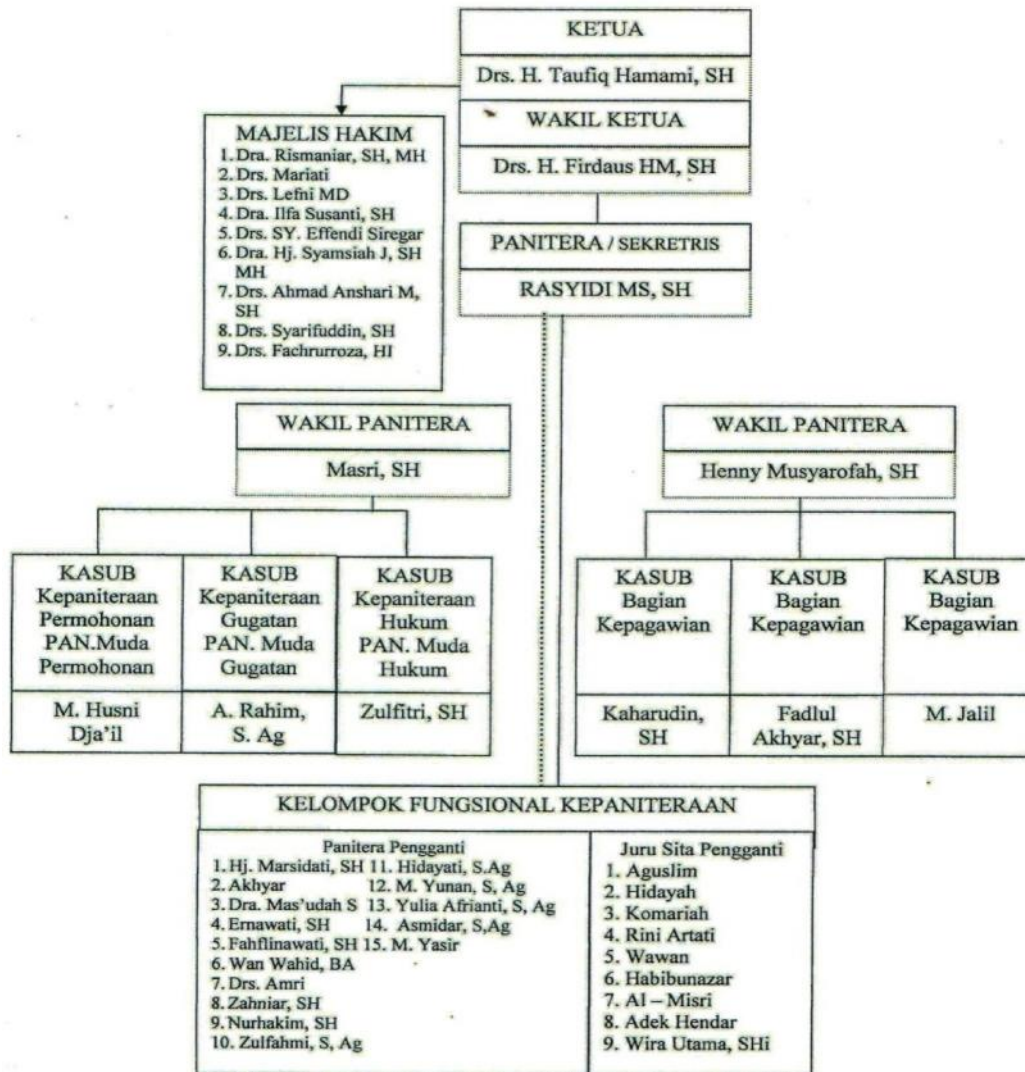 KETUA
Drs. H. Taufiq Hamami, SH
WAKIL KETUA
Drs. H. Firdaus HM, SH
MAJELIS HAKIM
1. Dra. Rismaniar, SH, MH
2. Drs. Mariati
3. Drs. Lefni MD
4. Dra. Ilfa Susanti, SH
5. Drs. SY. Effendi Siregar
6. Dra. Hj. Syamsiah J, SH
MH
7. Drs. Ahmad Anshari M,
SH
8. Drs. Syarifuddin, SH
9. Drs. Fachrurroza, HI
PANITERA / SEKRETRIS
RASYIDI MS, SH
WAKIL PANITERA
Masri, SH
WAKIL PANITERA
Henny Musyarofah, SH
KASUB
Kepaniteraan
Permohonan
PAN.Muda
Permohonan
M. Husni
Dja'il
KASUB
Kepaniteraan
Gugatan
PAN. Muda
Gugatan
A. Rahim,
S. Ag
KASUB
Kepaniteraan
Hukum
PAN. Muda
Hukum
Zulfitri, SH
KASUB
Bagian
Kepagawian
Kaharudin,
SH
KASUB
Bagian
Kepagawian
Fadlul
Akhyar, SH
KASUB
Bagian
Kepagawian
M. Jalil
KELOMPOK FUNGSIONAL KEPANITERAAN
Panitera Pengganti
1. Hj. Marsidati, SH
2. Akhyar
3. Dra. Mas'udah S
4. Ernawati, SH
5. Fahflinawati, SH
6. Wan Wahid, BA
7. Drs. Amri
8. Zahniar, SH
9. Nurhakim, SH
10. Zulfahmi, S, Ag
11. Hidayati, S.Ag
12. M. Yunan, S, Ag
13. Yulia Afrianti, S, Ag
14. Asmidar, S,Ag
15. M. Yasir
Juru Sita Pengganti
1. Aguslim
2. Hidayah
3. Komariah
4. Rini Artati
5. Wawan
6. Habibunazar
7. Al – Misri
8. Adek Hendar
9. Wira Utama, SHi